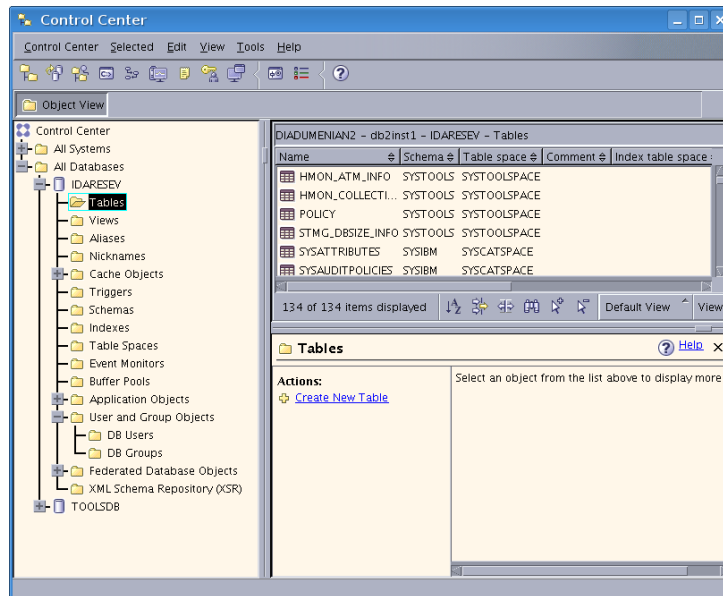 Control Center
Control Center Selected Edit View Tools Help
Object View
Control Center
All Systems
All Databases
IDARESEV
Tables
Views
Aliases
Nicknames
Cache Objects
Triggers
Schemas
Indexes
Table Spaces
Event Monitors
Buffer Pools
Application Objects
User and Group Objects
DB Users
DB Groups
Federated Database Objects
XML Schema Repository (XSR)
TOOLSDB
DIADUMENIAN2 - db2inst1 - IDARESEV - Tables
Name Schema Table space Comment Index table space
HMON_ATM_INFO SYSTOOLS SYSTOOLSPACE
HMON_COLLECTI... SYSTOOLS SYSTOOLSPACE
POLICY SYSTOOLS SYSTOOLSPACE
STMG_DBSIZE_INFO SYSTOOLS SYSTOOLSPACE
SYSATTRIBUTES SYSIBM SYSCATSPACE
SYSAUDITPOLICIES SYSIBM SYSCATSPACE
134 of 134 items displayed Default View View
Tables Help
Actions:
Create New Table
Select an object from the list above to display more